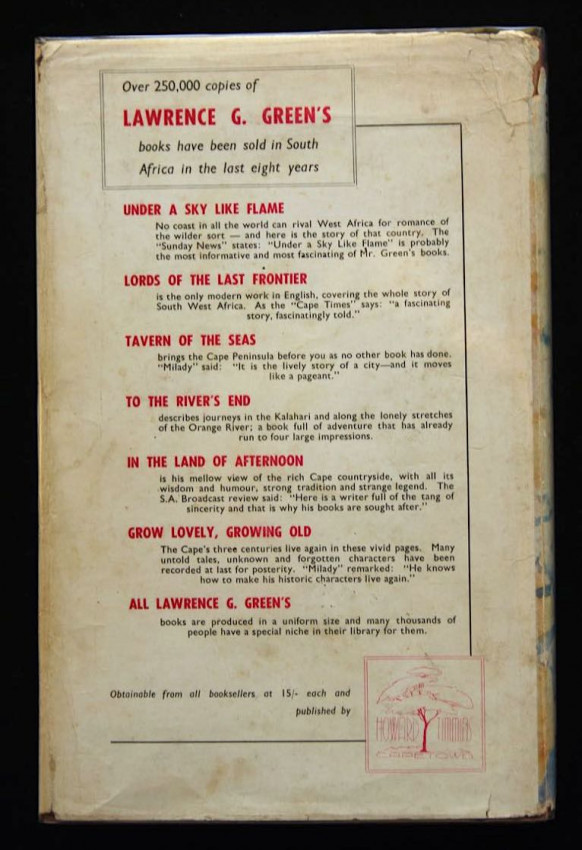 Over 250,000 copies of
LAWRENCE G. GREEN'S
books have been sold in South
Africa in the last eight years
UNDER A SKY LIKE FLAME
No coast in all the world can rival West Africa for romance of
the wilder sort — and here is the story of that country. The
"Sunday News" states: "Under a Sky Like Flame" is probably
the most informative and most fascinating of Mr. Green's books.
LORDS OF THE LAST FRONTIER
is the only modern work in English, covering the whole story of
South West Africa. As the "Cape Times" says: "a fascinating
story, fascinatingly told."
TAVERN OF THE SEAS
brings the Cape Peninsula before you as no other book has done.
"Milady" said: "It is the lively story of a city—and it moves
like a pageant."
TO THE RIVER'S END
describes journeys in the Kalahari and along the lonely stretches
of the Orange River; a book full of adventure that has already
run to four large impressions.
IN THE LAND OF AFTERNOON
is his mellow view of the rich Cape countryside, with all its
wisdom and humour, strong tradition and strange legend. The
S.A. Broadcast review said: "Here is a writer full of the tang of
sincerity and that is why his books are sought after."
GROW LOVELY, GROWING OLD
The Cape's three centuries live again in these vivid pages. Many
untold tales, unknown and forgotten characters have been
recorded at last for posterity. "Milady" remarked: "He knows
how to make his historic characters live again."
ALL LAWRENCE G. GREEN'S
books are produced in a uniform size and many thousands of
people have a special niche in their library for them.
Obtainable from all booksellers at 15/- each and
published by
HOWARD TIMMINS
CAPE TOWN